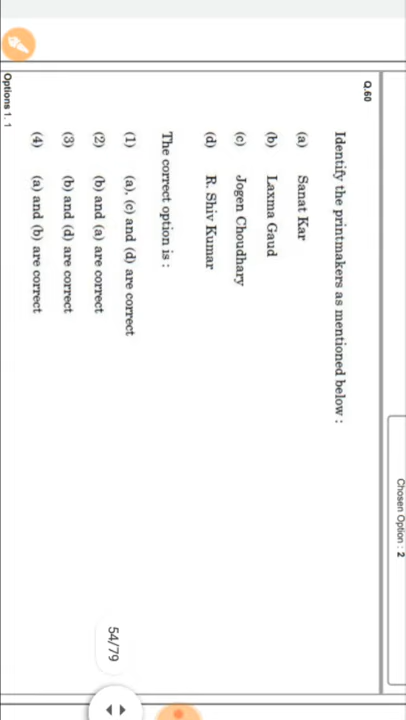 Chosen Option : 2
Q.60
Identify the printmakers as mentioned below :
(a) Sanat Kar
(b) Laxma Gaud
(c) Jogen Choudhary
(d) R. Shiv Kumar
The correct option is :
(1) (a), (c) and (d) are correct
(2) (b) and (a) are correct
(3) (b) and (d) are correct
(4) (a) and (b) are correct
Options 1. 1
54/79